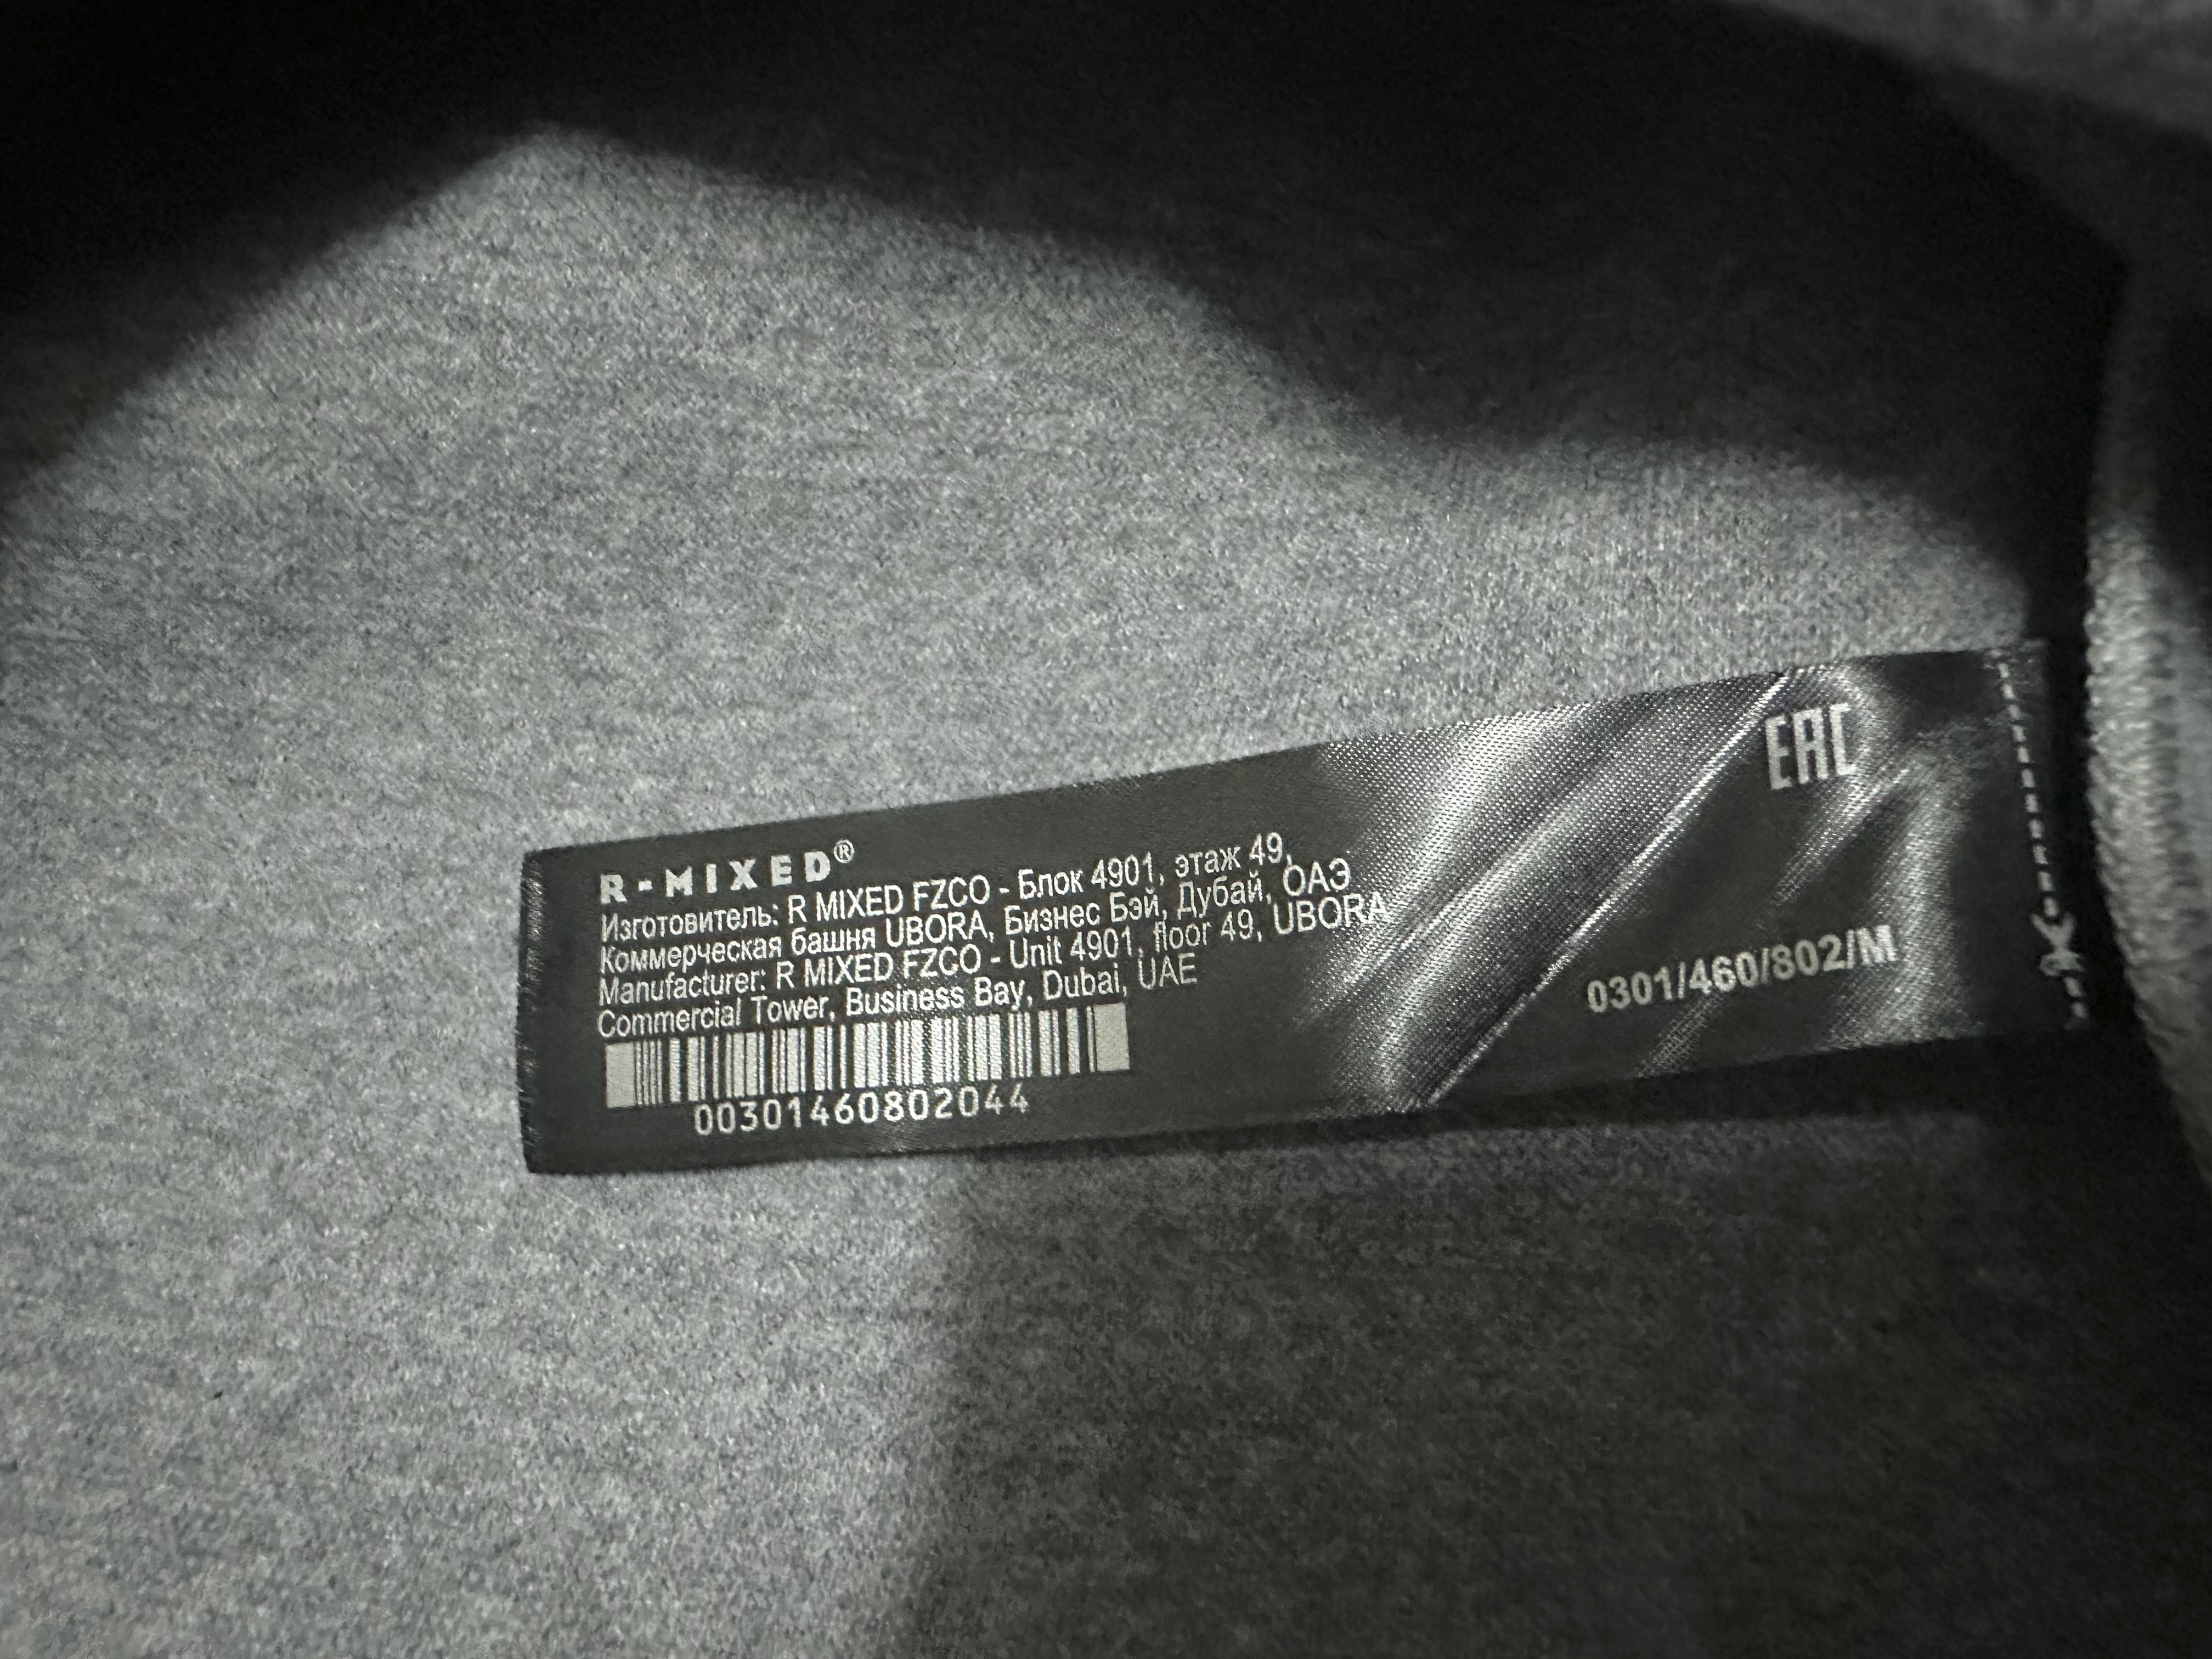 R-MIXED®
Изготовитель: R MIXED FZCO - Блок 4901, этаж 49,
Коммерческая башня UBORA, Бизнес Бэй, Дубай, ОАЭ
Manufacturer: R MIXED FZCO - Unit 4901, floor 49, UBORA
Commercial Tower, Business Bay, Dubai, UAE
00301460802044
EAC
0301/460/802/M